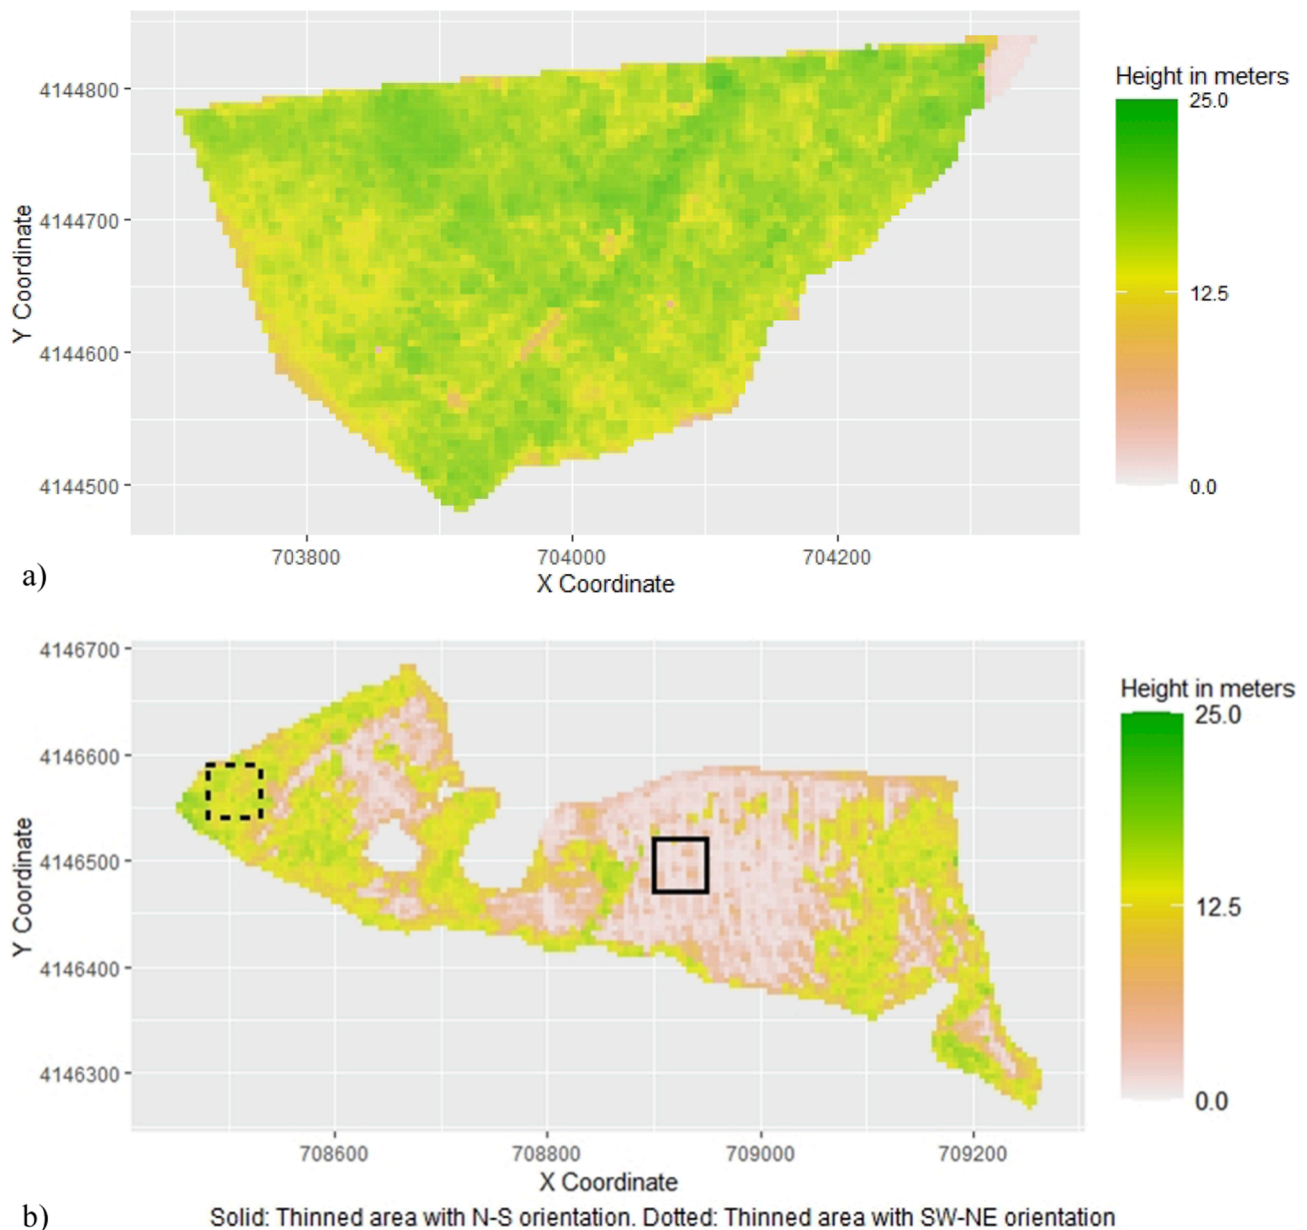 Height in meters
25.0
12.5
0.0
Y Coordinate
4144800
4144700
4144600
4144500
703800 704000 704200
X Coordinate
a)
Height in meters
25.0
12.5
0.0
Y Coordinate
4146700
4146600
4146500
4146400
4146300
708600 708800 709000 709200
X Coordinate
b)
Solid: Thinned area with N-S orientation. Dotted: Thinned area with SW-NE orientation